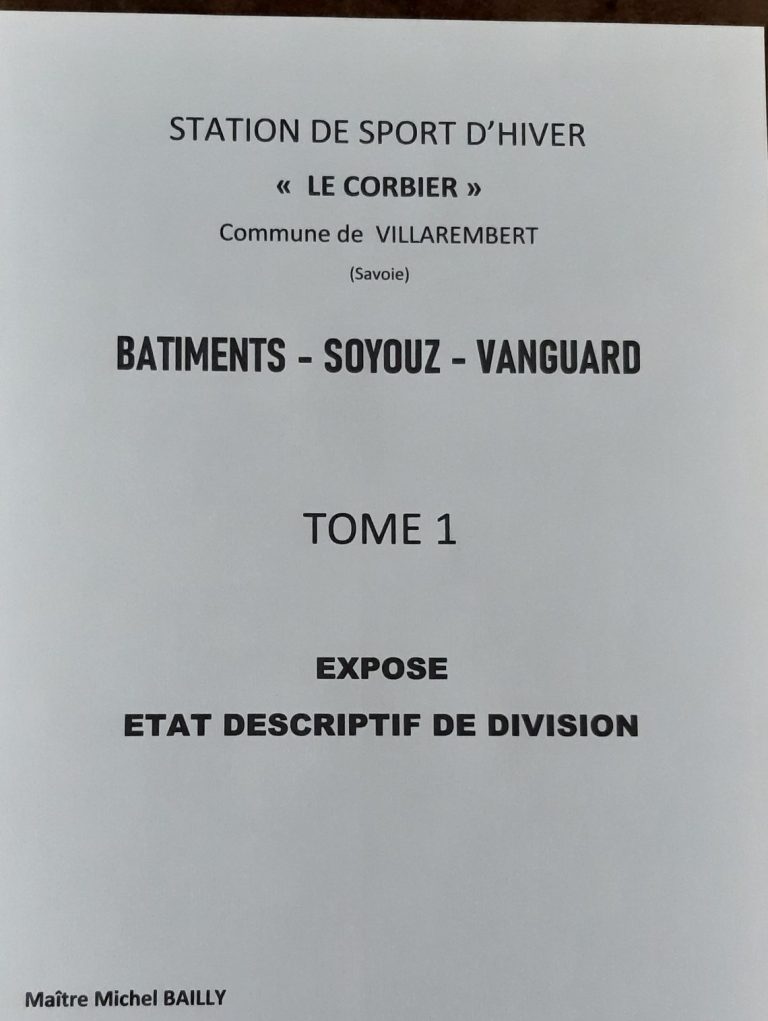 STATION DE SPORT D'HIVER
« LE CORBIER »
Commune de VILLAREMBERT
(Savoie)
BATIMENTS - SOYOUZ - VANGUARD
TOME 1
EXPOSE
ETAT DESCRIPTIF DE DIVISION
Maître Michel BAILLY